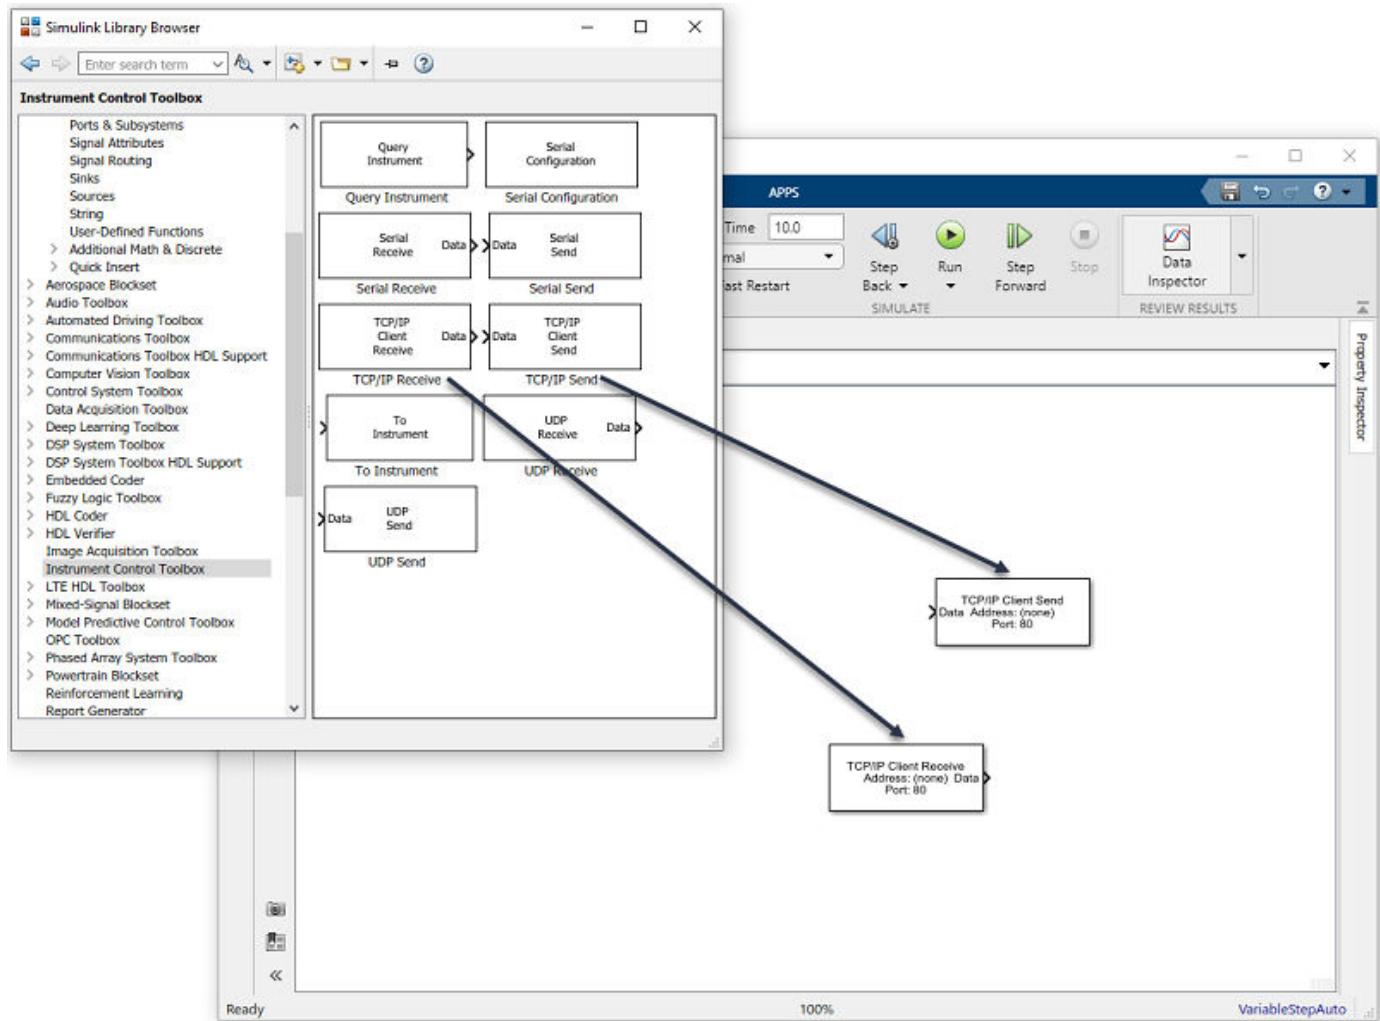 Simulink Library Browser
Enter search term
Instrument Control Toolbox
Ports & Subsystems
Signal Attributes
Signal Routing
Sinks
Sources
String
User-Defined Functions
Additional Math & Discrete
Quick Insert
Aerospace Blockset
Audio Toolbox
Automated Driving Toolbox
Communications Toolbox
Communications Toolbox HDL Support
Computer Vision Toolbox
Control System Toolbox
Data Acquisition Toolbox
Deep Learning Toolbox
DSP System Toolbox
DSP System Toolbox HDL Support
Embedded Coder
Fuzzy Logic Toolbox
HDL Coder
HDL Verifier
Image Acquisition Toolbox
Instrument Control Toolbox
LTE HDL Toolbox
Mixed-Signal Blockset
Model Predictive Control Toolbox
OPC Toolbox
Phased Array System Toolbox
Powertrain Blockset
Reinforcement Learning
Report Generator
Query
Instrument
Query Instrument
Serial
Configuration
Serial Configuration
Serial
Receive
Data
Serial Receive
Data
Serial
Send
Serial Send
TCP/IP
Client
Receive
Data
TCP/IP Receive
Data
TCP/IP
Client
Send
TCP/IP Send
To
Instrument
To Instrument
UDP
Receive
Data
UDP Receive
Data
UDP
Send
UDP Send
APPS
Time 10.0
mal
ast Restart
Step
Back
Run
Step
Forward
Stop
SIMULATE
Data
Inspector
REVIEW RESULTS
Property Inspector
TCP/IP Client Send
Data Address: (none)
Port: 80
TCP/IP Client Receive
Address: (none) Data
Port: 80
Ready
100%
VariableStepAuto